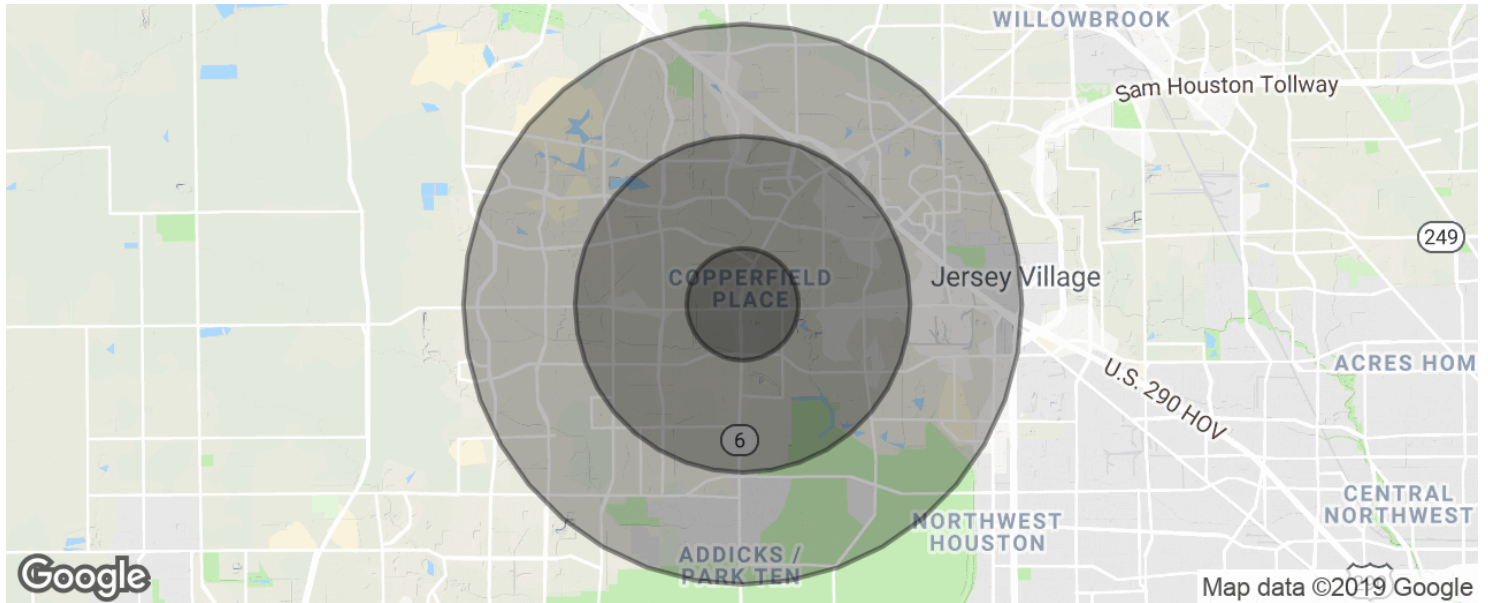 WILLOWBROOK
Sam Houston Tollway
249
COPPERFIELD
PLACE
Jersey Village
ACRES HOM
U.S. 290 HOV
6
CENTRAL
NORTHWEST
NORTHWEST
HOUSTON
ADDICKS /
PARK TEN
290
Google
Map data ©2019 Google